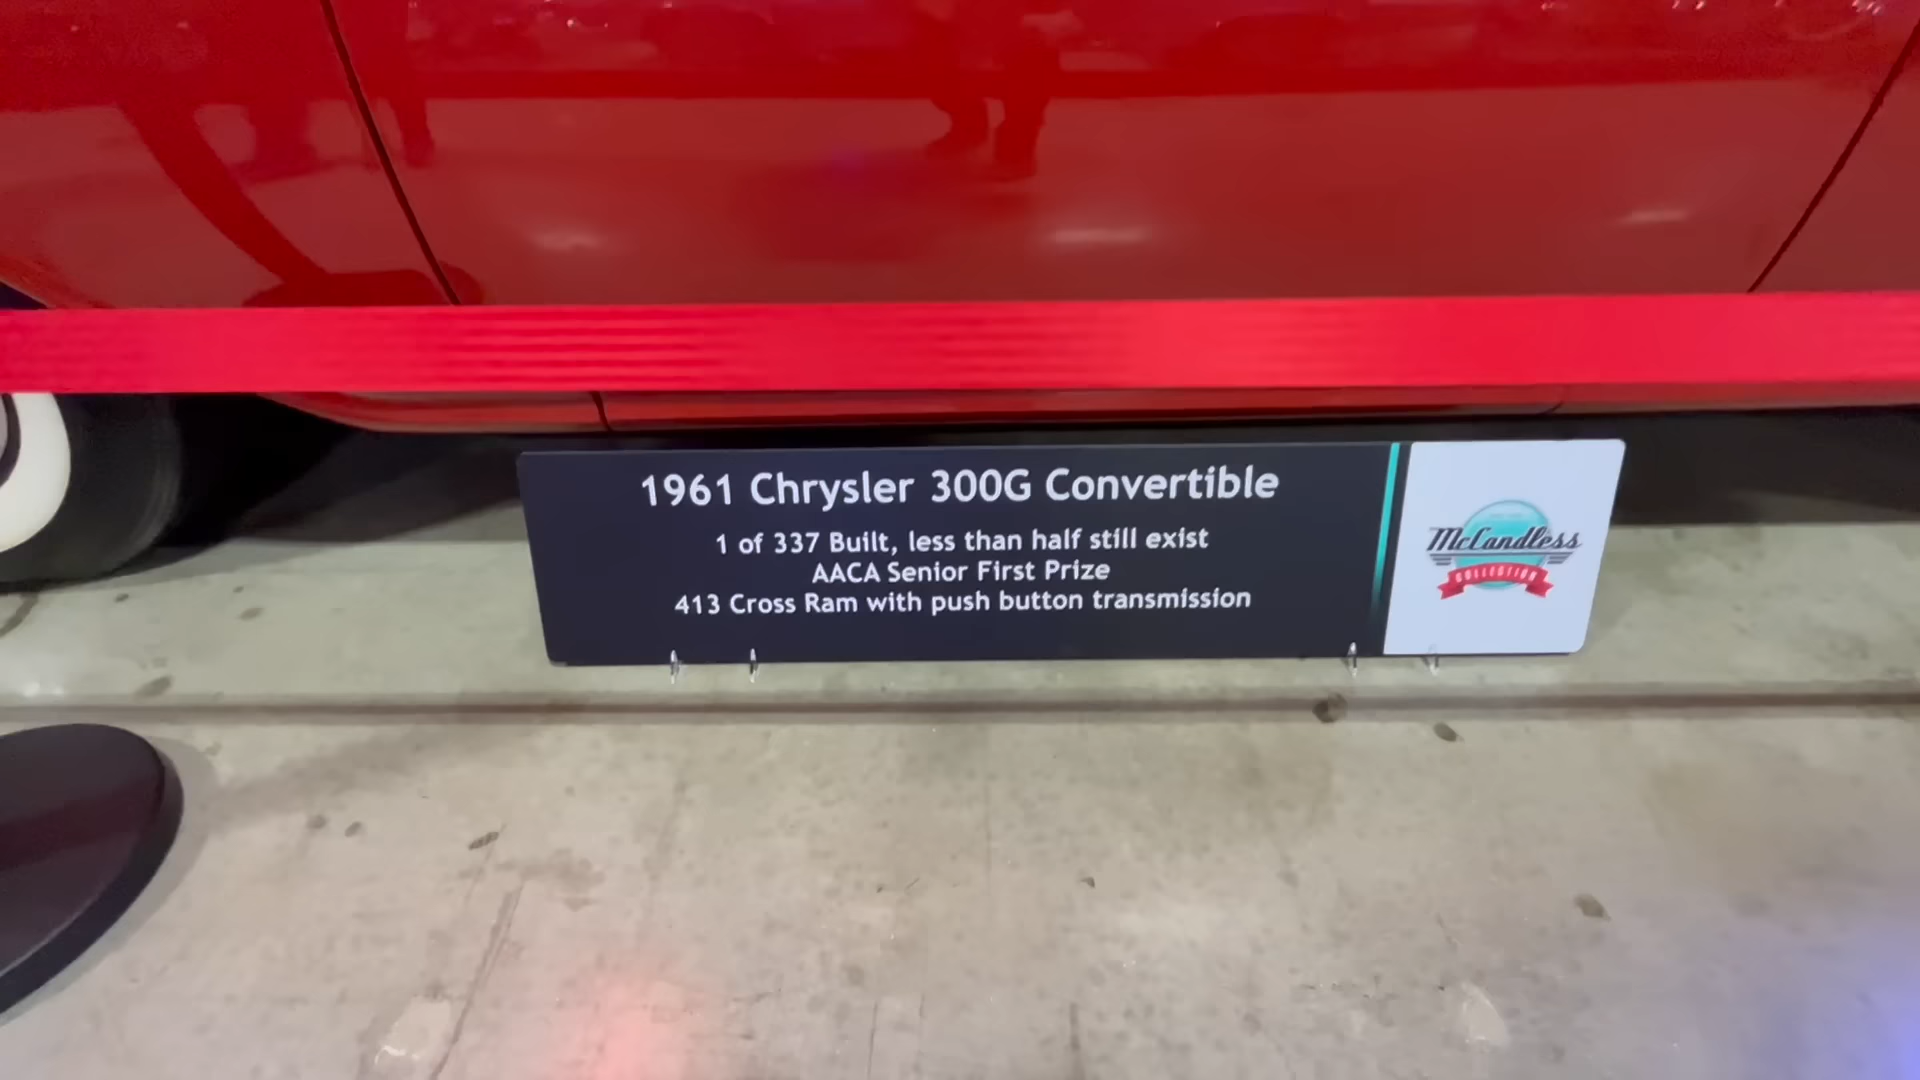 1961 Chrysler 300G Convertible
1 of 337 Built, less than half still exist
AACA Senior First Prize
413 Cross Ram with push button transmission
McCandless
COLLECTION